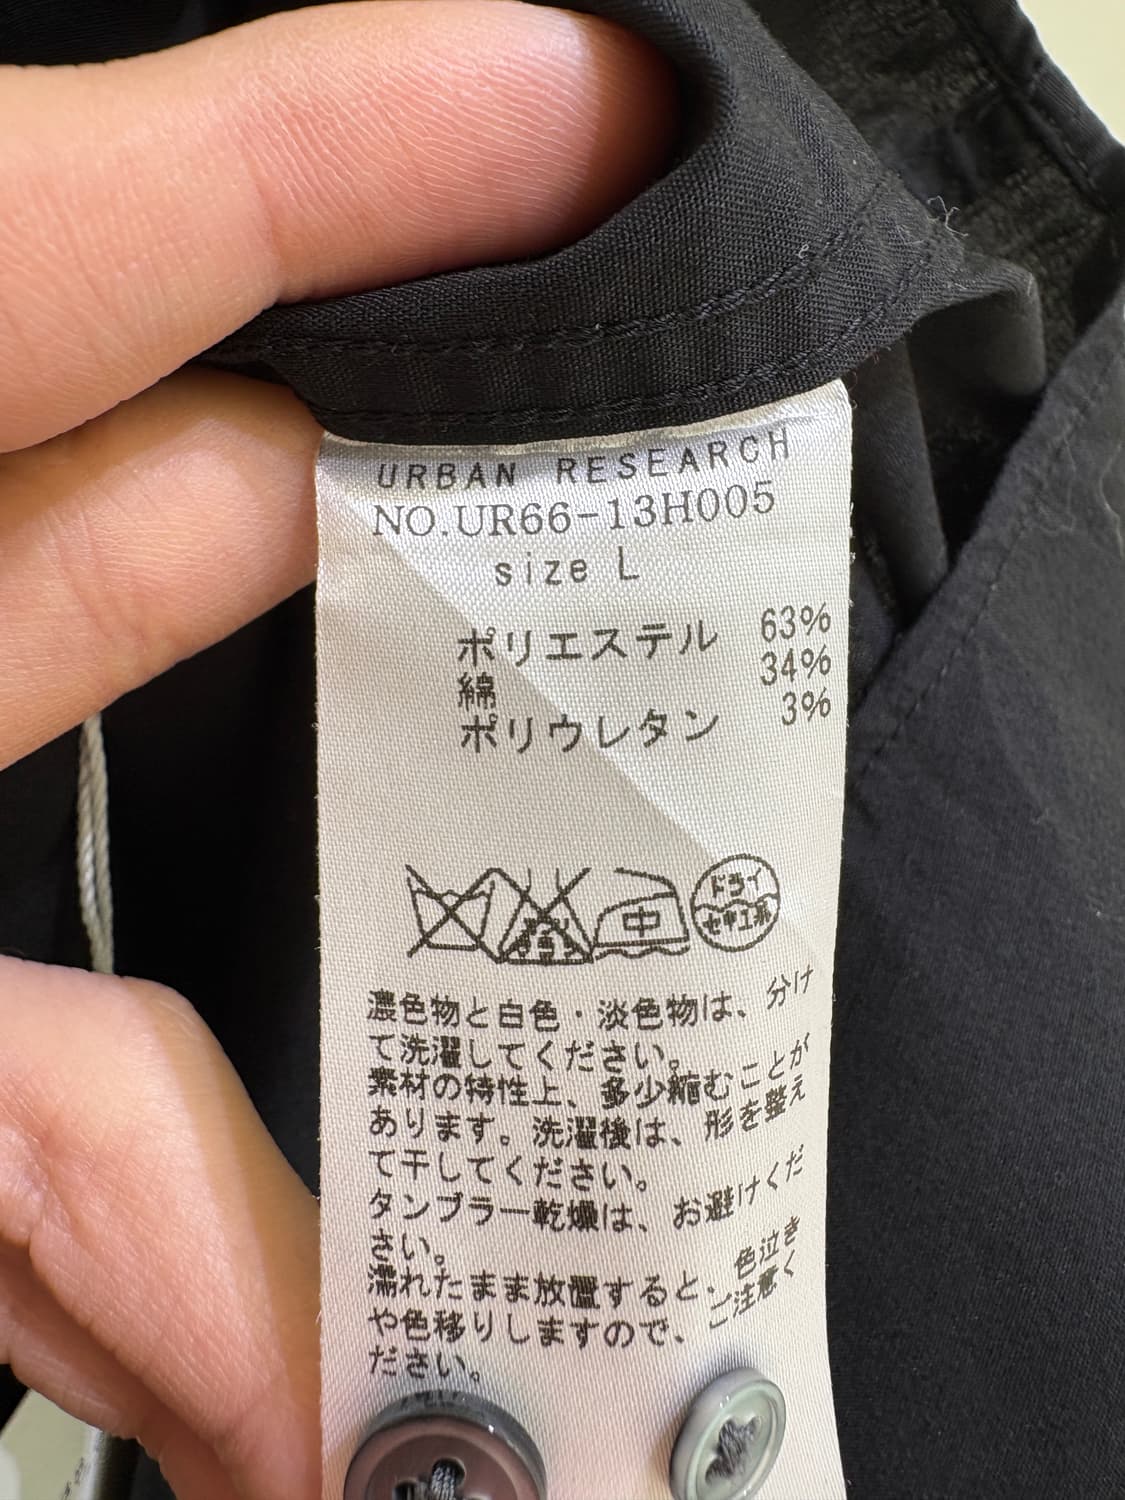 URBAN RESEARCH
NO.UR66-13H005
size L
ポリエステル 63%
綿 34%
ポリウレタン 3%
中
ドライ
セキユ系
濃色物と白色・淡色物は、分け
て洗濯してください。
素材の特性上、多少縮むことが
あります。洗濯後は、形を整え
て干してください。
タンブラー乾燥は、お避けくだ
さい。
濡れたまま放置すると、色泣き
や色移りしますので、ご注意く
ださい。